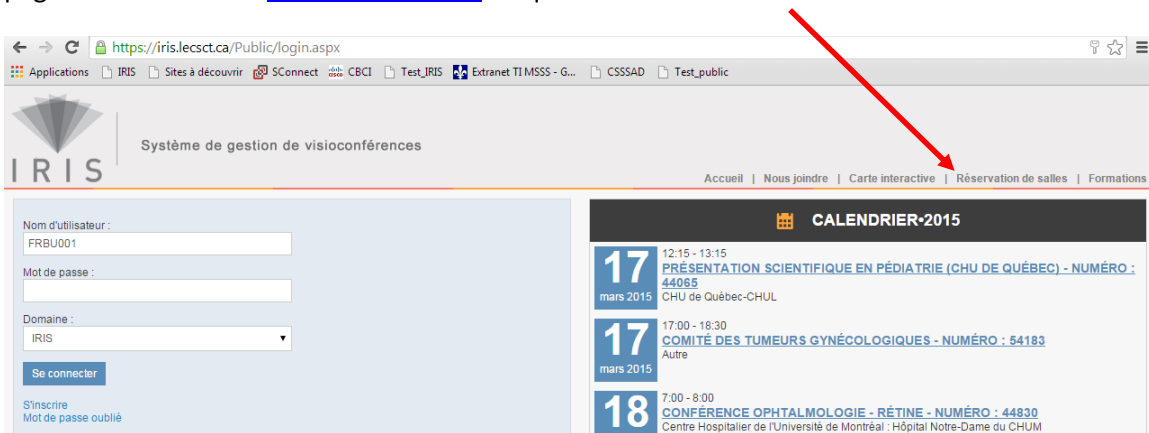 https://iris.lecsct.ca/Public/login.aspx
Applications IRIS Sites à découvrir SConnect CBCI Test_IRIS Extranet TI MSSS - G... CSSSAD Test_public
IRIS
Système de gestion de visioconférences
Accueil | Nous joindre | Carte interactive | Réservation de salles | Formations
Nom d'utilisateur :
FRBU001
Mot de passe :
Domaine :
IRIS
Se connecter
S'inscrire
Mot de passe oublié
CALENDRIER•2015
17
mars 2015
12:15 - 13:15
PRÉSENTATION SCIENTIFIQUE EN PÉDIATRIE (CHU DE QUÉBEC) - NUMÉRO :
44065
CHU de Québec-CHUL
17
mars 2015
17:00 - 18:30
COMITÉ DES TUMEURS GYNÉCOLOGIQUES - NUMÉRO : 54183
Autre
18
7:00 - 8:00
CONFÉRENCE OPHTALMOLOGIE - RÉTINE - NUMÉRO : 44830
Centre Hospitalier de l'Université de Montréal : Hôpital Notre-Dame du CHUM